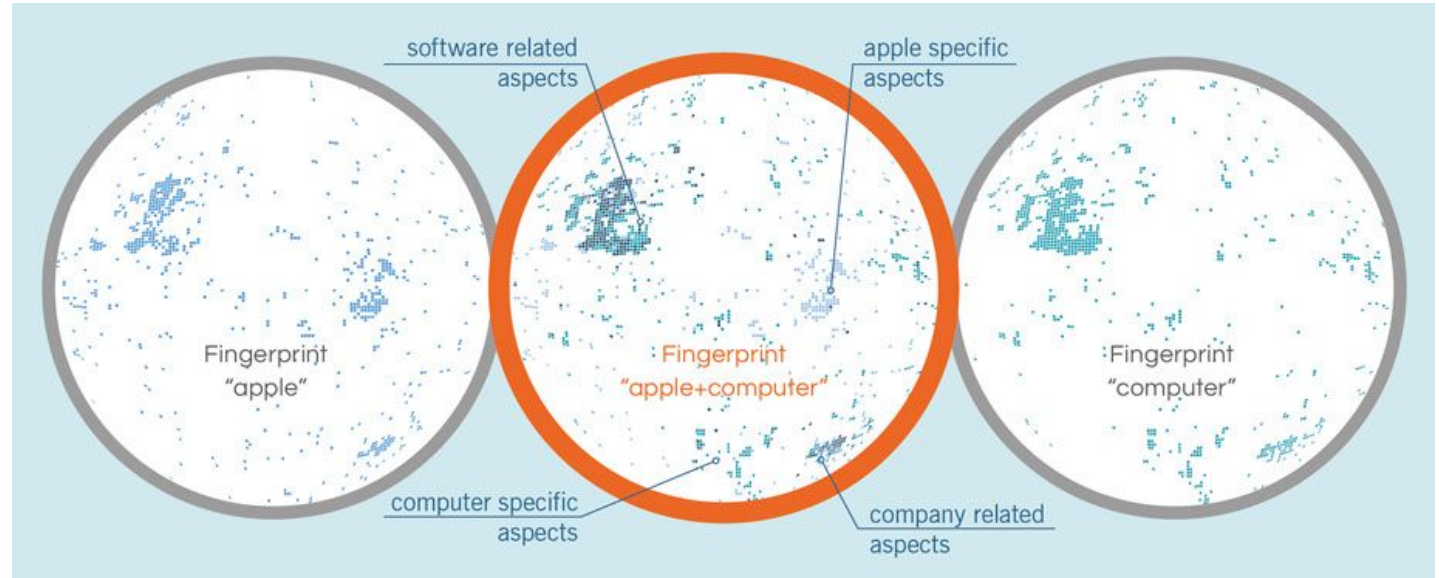 software related
aspects
apple specific
aspects
Fingerprint
“apple”
Fingerprint
“apple+computer”
Fingerprint
“computer”
computer specific
aspects
company related
aspects